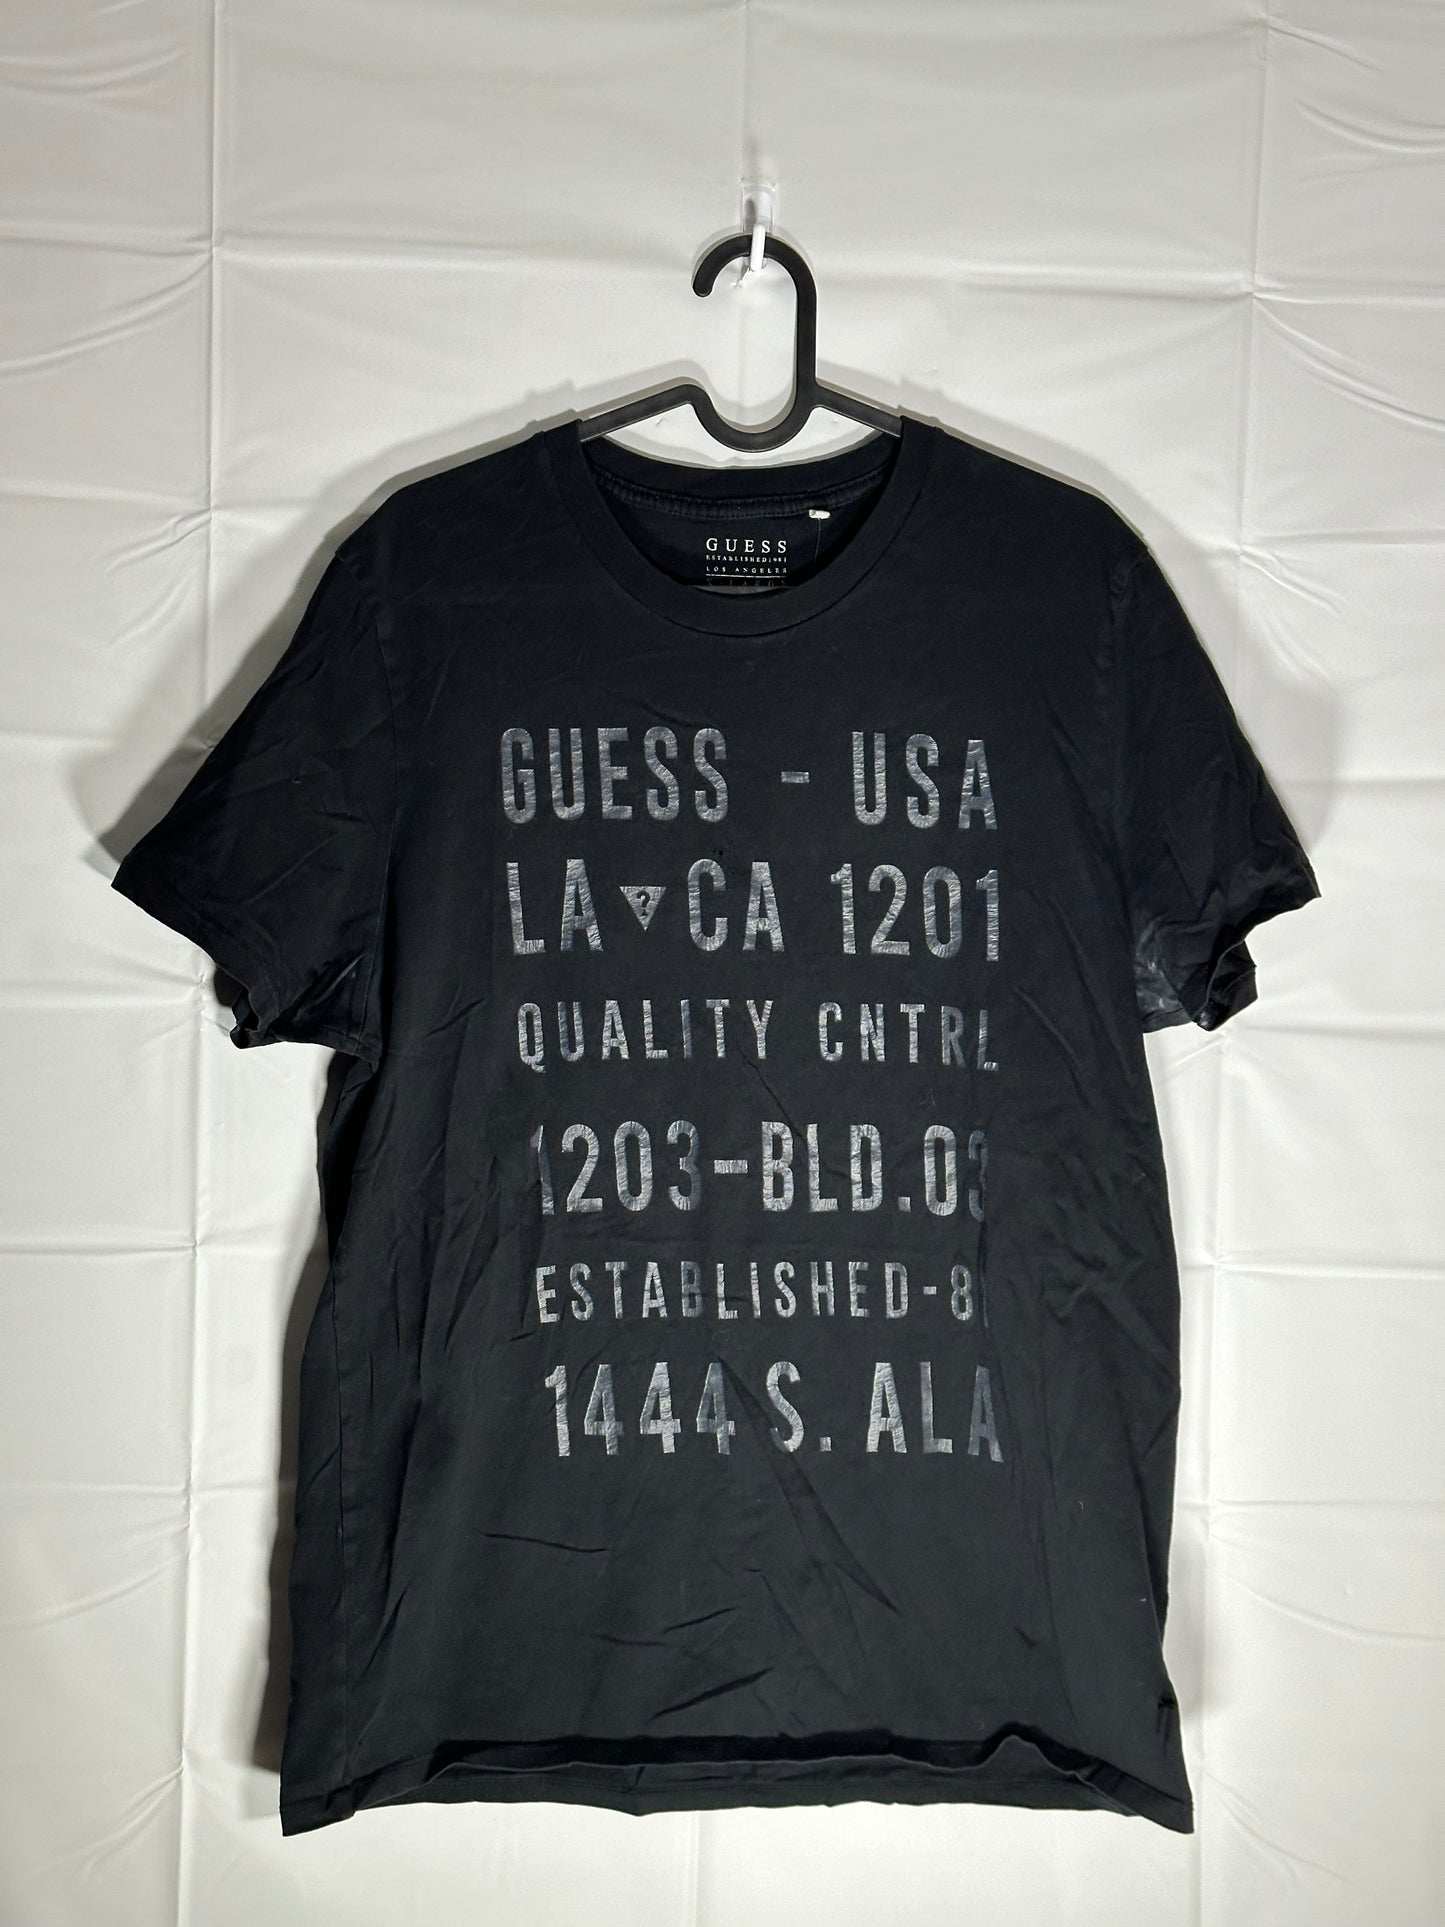 GUESS
ESTABLISHED 1981
LOS ANGELES
X-LARGE
GUESS - USA
LA ? CA 1201
QUALITY CNTRL
1203-BLD.03
ESTABLISHED-81
1444 S. ALA